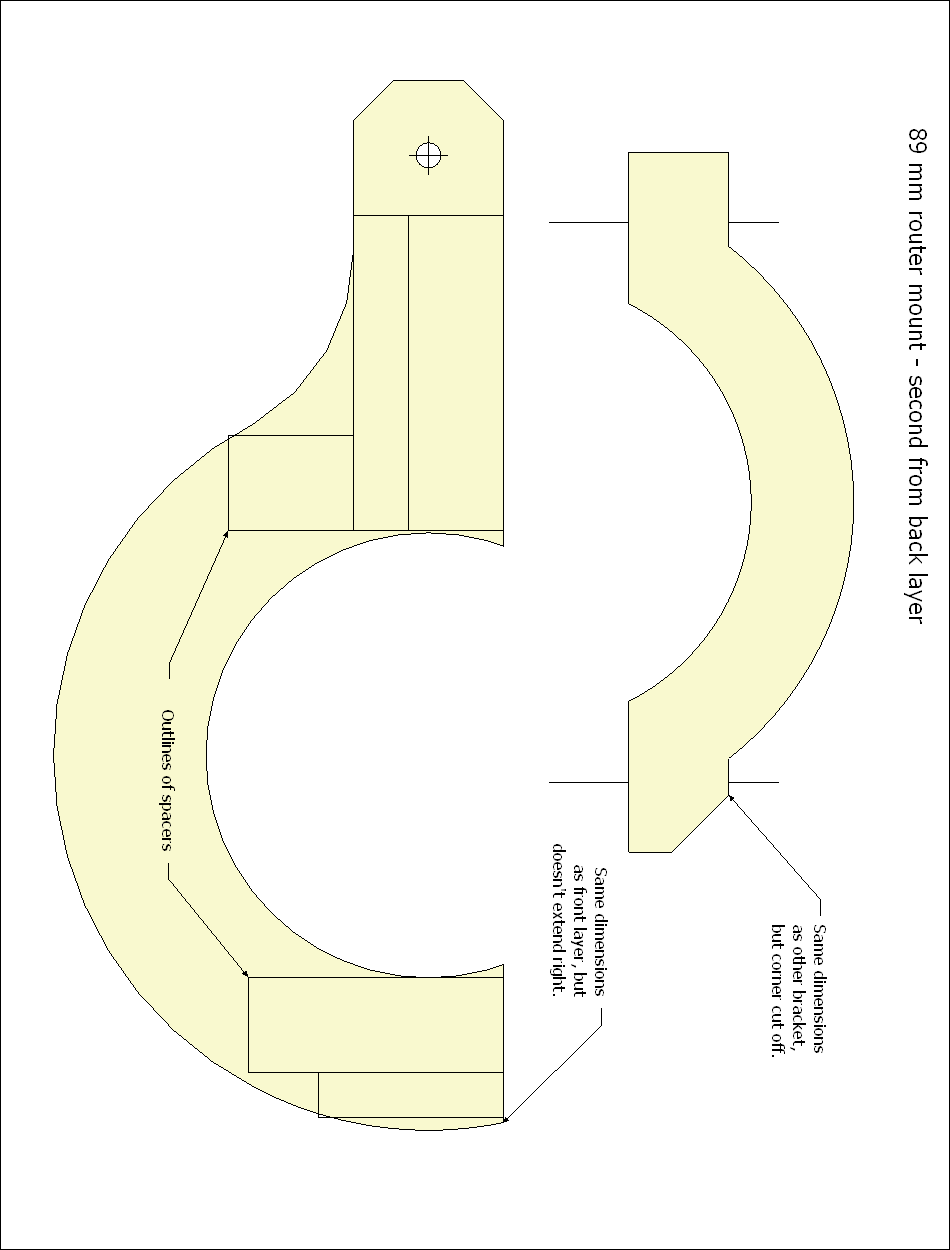 89 mm router mount - second from back layer
Same dimensions
as other bracket,
but corner cut off.
Same dimensions
as front layer, but
doesn't extend right.
Outlines of spacers